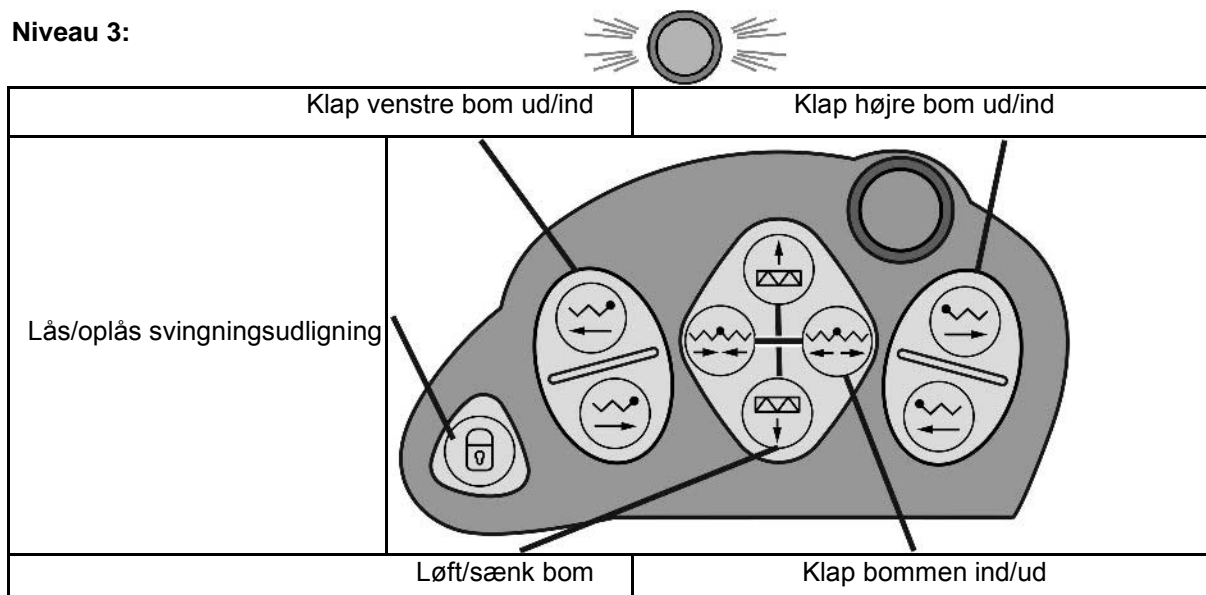 Niveau 3:
Klap venstre bom ud/ind
Klap højre bom ud/ind
Lås/oplås svingningsudligning
Løft/sænk bom
Klap bommen ind/ud